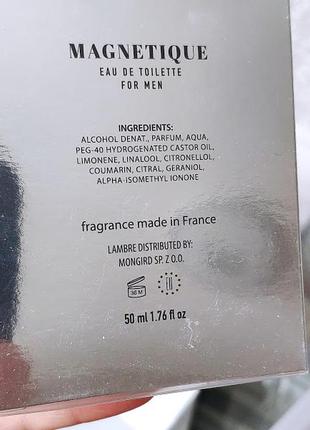 MAGNETIQUE
EAU DE TOILETTE
FOR MEN
INGREDIENTS:
ALCOHOL DENAT., PARFUM, AQUA,
PEG-40 HYDROGENATED CASTOR OIL,
LIMONENE, LINALOOL, CITRONELLOL,
COUMARIN, CITRAL, GERANIOL,
ALPHA-ISOMETHYL IONONE
fragrance made in France
LAMBRE DISTRIBUTED BY:
MONGIRD SP. Z O.O.
36 M
50 ml 1.76 fl oz